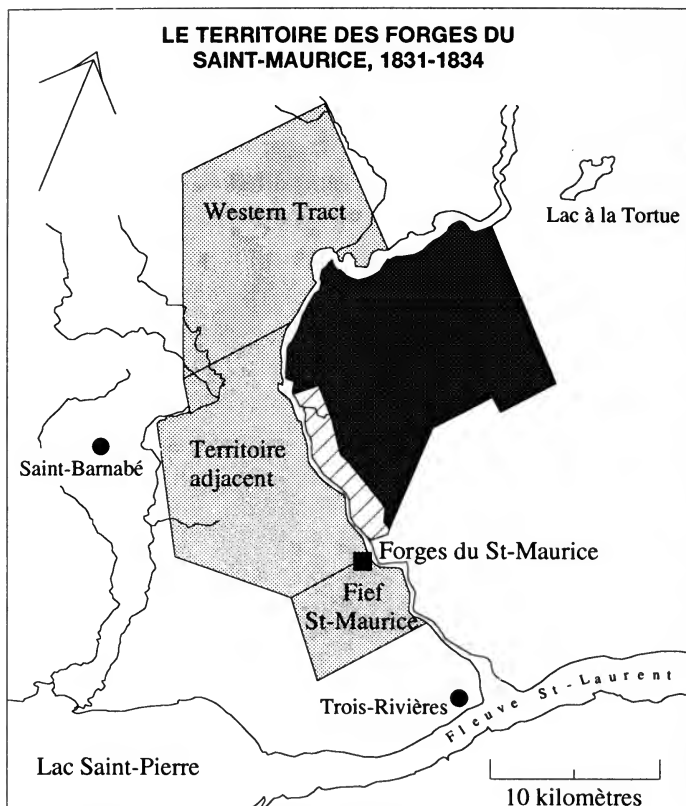 LE TERRITOIRE DES FORGES DU
SAINT-MAURICE, 1831-1834
Western Tract
Lac à la Tortue
Saint-Barnabé
Territoire
adjacent
Forges du St-Maurice
Fief
St-Maurice
Trois-Rivières
Fleuve St-Laurent
Lac Saint-Pierre
10 kilomètres